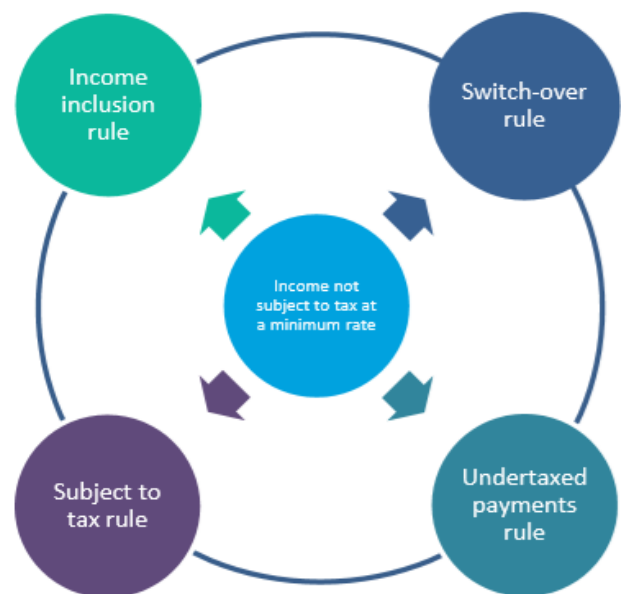 Income
inclusion
rule
Switch-over
rule
Income not
subject to tax at
a minimum rate
Subject to
tax rule
Undertaxed
payments
rule